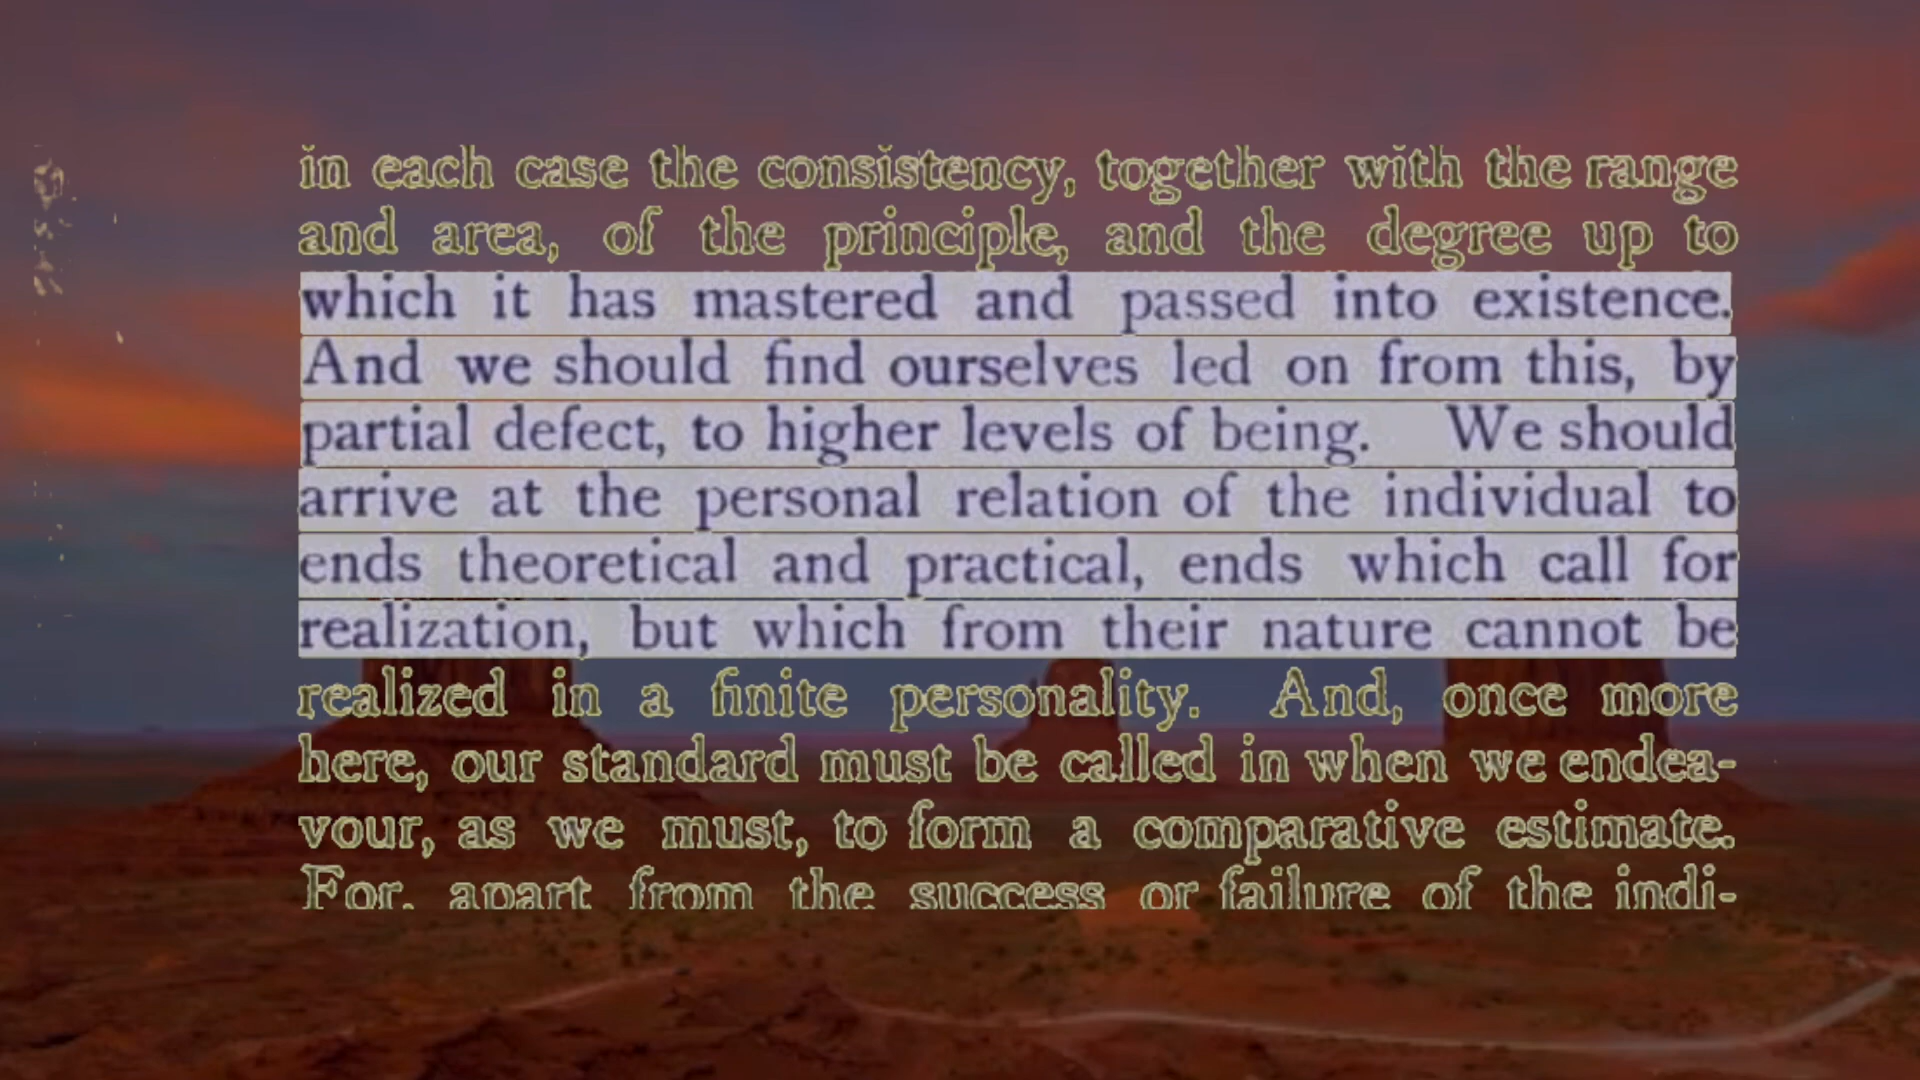 in each case the consistency, together with the range
and area, of the principle, and the degree up to
which it has mastered and passed into existence.
And we should find ourselves led on from this, by
partial defect, to higher levels of being. We should
arrive at the personal relation of the individual to
ends theoretical and practical, ends which call for
realization, but which from their nature cannot be
realized in a finite personality. And, once more
here, our standard must be called in when we endea-
vour, as we must, to form a comparative estimate.
For, apart from the success or failure of the indi-